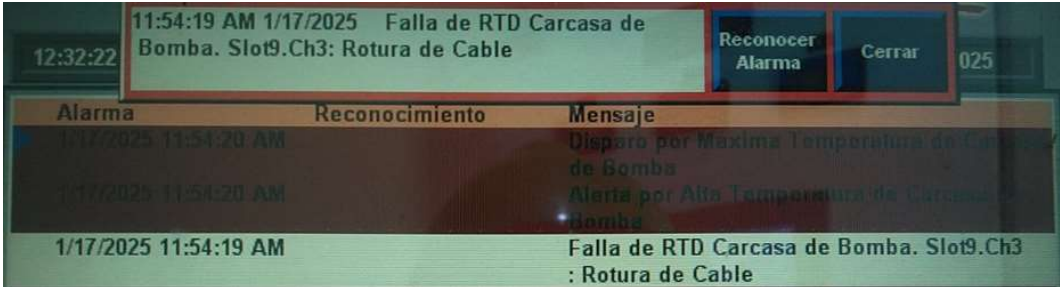 11:54:19 AM 1/17/2025 Falla de RTD Carcasa de
Bomba. Slot9.Ch3: Rotura de Cable
Reconocer
Alarma
Cerrar
12:32:22
025
Alarma Reconocimiento Mensaje
1/17/2025 11:54:20 AM Disparo por Maxima Temperatura de Carcasa
de Bomba
1/17/2025 11:54:20 AM Alerta por Alta Temperatura de Carcasa
Bomba
1/17/2025 11:54:19 AM Falla de RTD Carcasa de Bomba. Slot9.Ch3
: Rotura de Cable